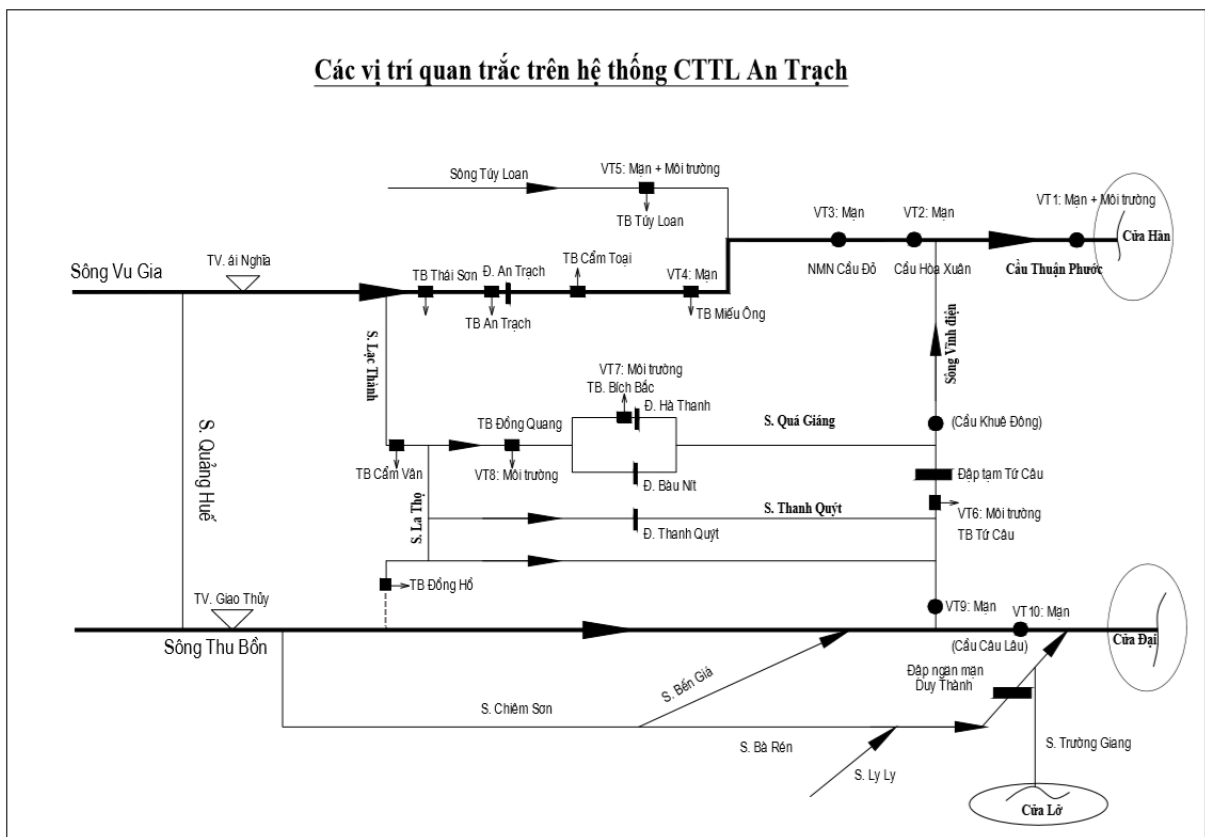 Các vị trí quan trắc trên hệ thống CTTL An Trạch
VT5: Mạn + Môi trường
Sông Túy Loan
TB Túy Loan
VT3: Mạn
VT2: Mạn
VT1: Mạn + Môi trường
Cửa Hàn
NMN Cầu Đỏ
Cầu Hòa Xuân
Cầu Thuận Phước
Sông Vu Gia
TV. ái Nghĩa
TB Thái Sơn
Đ. An Trạch
TB Cẩm Toại
VT4: Mạn
TB An Trạch
TB Miếu Ông
S. Lạc Thành
Sông Vĩnh điện
S. Quảng Huế
VT7: Môi trường
TB. Bích Bắc
Đ. Hà Thanh
TB Đồng Quang
S. Quá Giáng
(Cầu Khuê Đông)
TB Cẩm Vân
VT8: Môi trường
Đ. Bàu Nít
Đập tạm Tứ Câu
S. La Thọ
S. Thanh Quýt
Đ. Thanh Quýt
VT6: Môi trường
TB Tứ Câu
TB Đồng Hồ
TV. Giao Thủy
VT9: Mạn
VT10: Mạn
Sông Thu Bồn
(Cầu Câu Lâu)
Cửa Đại
S. Bến Giá
Đập ngăn mặn
Duy Thành
S. Chiêm Sơn
S. Bà Rén
S. Ly Ly
S. Trường Giang
Cửa Lở